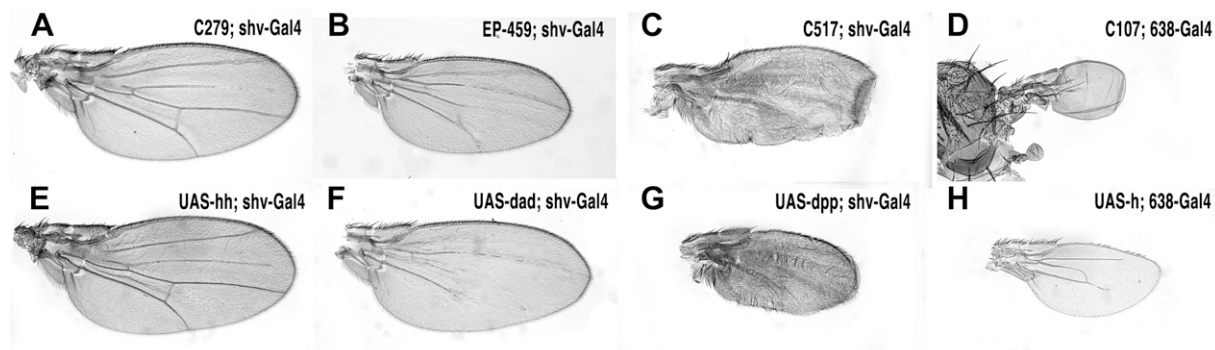 A
C279; shv-Gal4
B
EP-459; shv-Gal4
C
C517; shv-Gal4
D
C107; 638-Gal4
E
UAS-hh; shv-Gal4
F
UAS-dad; shv-Gal4
G
UAS-dpp; shv-Gal4
H
UAS-h; 638-Gal4